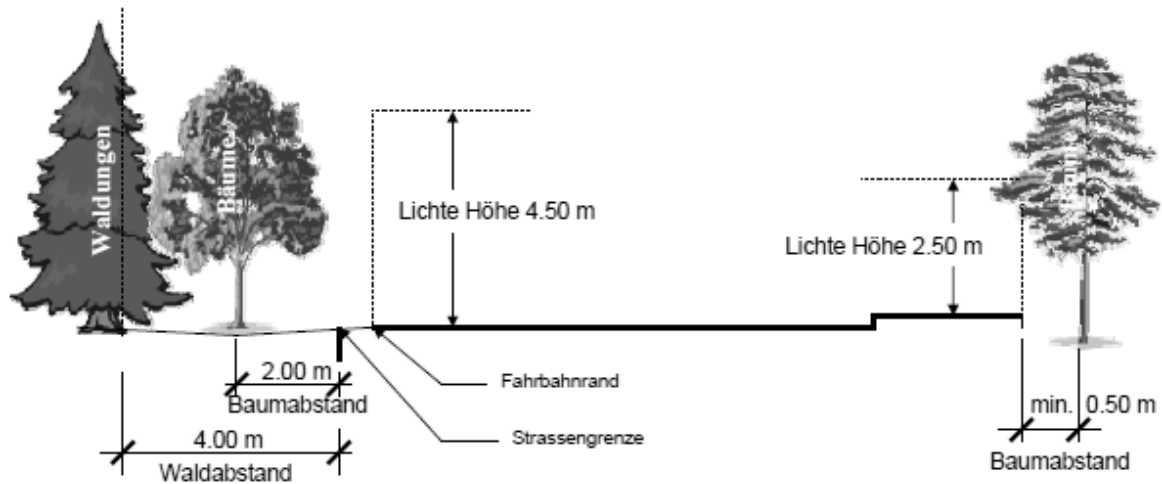 Waldungen
Bäume
Lichte Höhe 4.50 m
Lichte Höhe 2.50 m
2.00 m
Baumabstand
Fahrbahnrand
min. 0.50 m
4.00 m
Strassengrenze
Waldabstand
Baumabstand